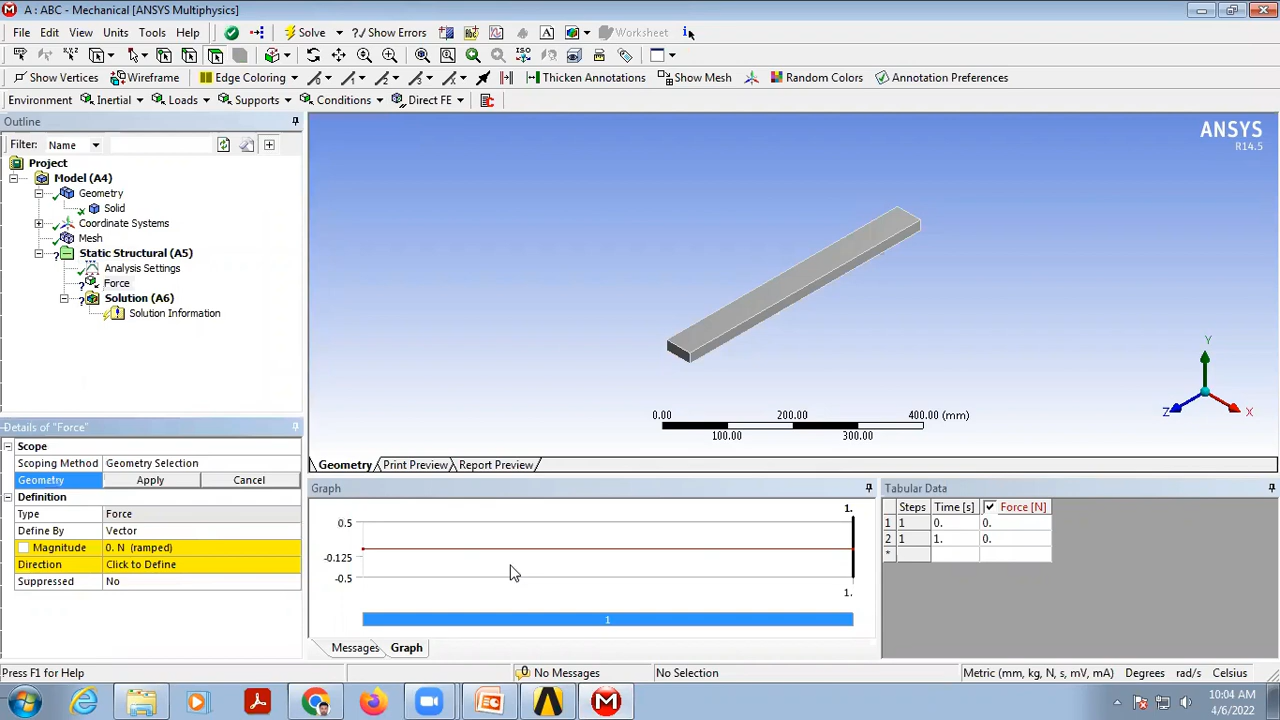 A : ABC - Mechanical [ANSYS Multiphysics]
File Edit View Units Tools Help Solve Show Errors Worksheet
Show Vertices Wireframe Edge Coloring Thicken Annotations Show Mesh Random Colors Annotation Preferences
Environment Inertial Loads Supports Conditions Direct FE
Outline
Filter: Name
Project
Model (A4)
Geometry
Solid
Coordinate Systems
Mesh
Static Structural (A5)
Analysis Settings
Force
Solution (A6)
Solution Information
ANSYS
R14.5
Y
Z X
0.00 200.00 400.00 (mm)
100.00 300.00
Geometry Print Preview Report Preview
Details of "Force"
Scope
Scoping Method Geometry Selection
Geometry Apply Cancel
Definition
Type Force
Define By Vector
Magnitude 0. N (ramped)
Direction Click to Define
Suppressed No
Graph
1.
0.5
-0.125
-0.5
1.
1
Messages Graph
Tabular Data
Steps Time [s] Force [N]
1 1 0. 0.
2 1 1. 0.
*
Press F1 for Help 0 No Messages No Selection Metric (mm, kg, N, s, mV, mA) Degrees rad/s Celsius
10:04 AM
4/6/2022